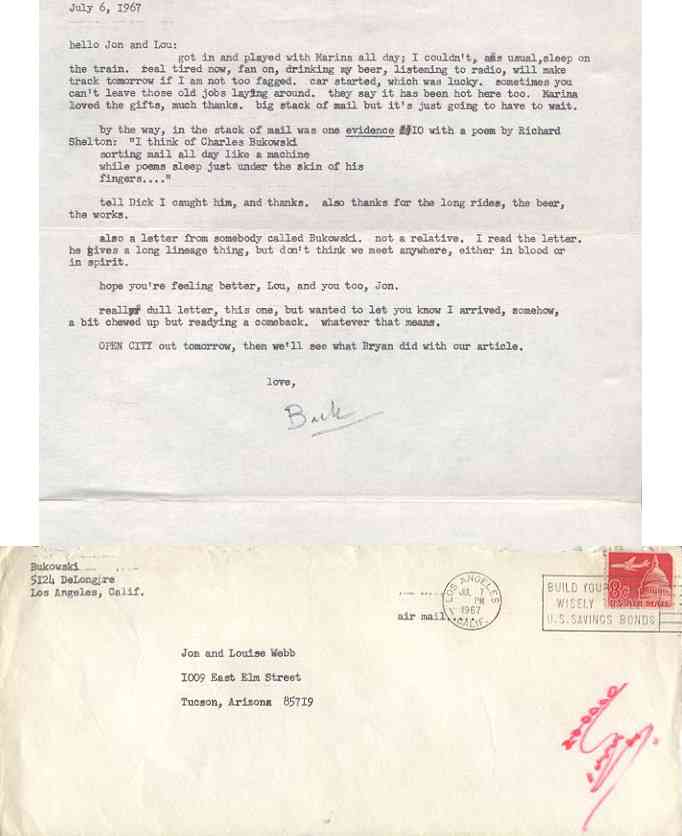 July 6, 1967
hello Jon and Lou:
got in and played with Marina all day; I couldn't, as usual,sleep on
the train. real tired now, fan on, drinking my beer, listening to radio, will make
track tomorrow if I am not too fagged. car started, which was lucky. sometimes you
can't leave those old jobs laying around. they say it has been hot here too. Marina
loved the gifts, much thanks. big stack of mail but it's just going to have to wait.
by the way, in the stack of mail was one evidence #IO with a poem by Richard
Shelton: "I think of Charles Bukowski
sorting mail all day like a machine
while poems sleep just under the skin of his
fingers...."
tell Dick I caught him, and thanks. also thanks for the long rides, the beer,
the works.
also a letter from somebody called Bukowski. not a relative. I read the letter.
he gives a long lineage thing, but don't think we meet anywhere, either in blood or
in spirit.
hope you're feeling better, Lou, and you too, Jon.
really dull letter, this one, but wanted to let you know I arrived, somehow,
a bit chewed up but readying a comeback. whatever that means.
OPEN CITY out tomorrow, then we'll see what Bryan did with our article.
love,
Buk
Bukowski
5124 DeLongpre
Los Angeles, Calif.
air mail....
LOS ANGELES
JUL 7
PM
1967
CALIF.
BUILD YOUR
WISELY
U.S. SAVINGS BONDS
8c
U.S. AIR MAIL
Jon and Louise Webb
1009 East Elm Street
Tucson, Arizona 85719